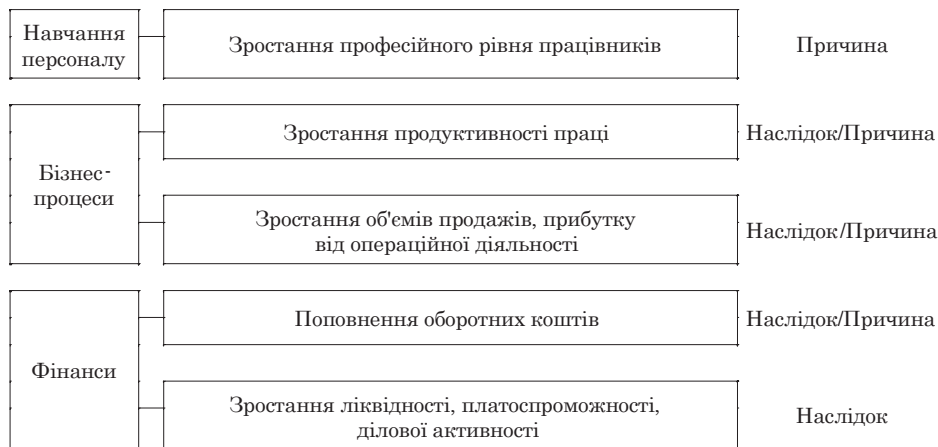 Навчання
персоналу
Зростання професійного рівня працівників
Причина
Зростання продуктивності праці
Наслідок/Причина
Бізнес-
процеси
Зростання об'ємів продажів, прибутку
від операційної діяльності
Наслідок/Причина
Поповнення оборотних коштів
Наслідок/Причина
Фінанси
Зростання ліквідності, платоспроможності,
ділової активності
Наслідок